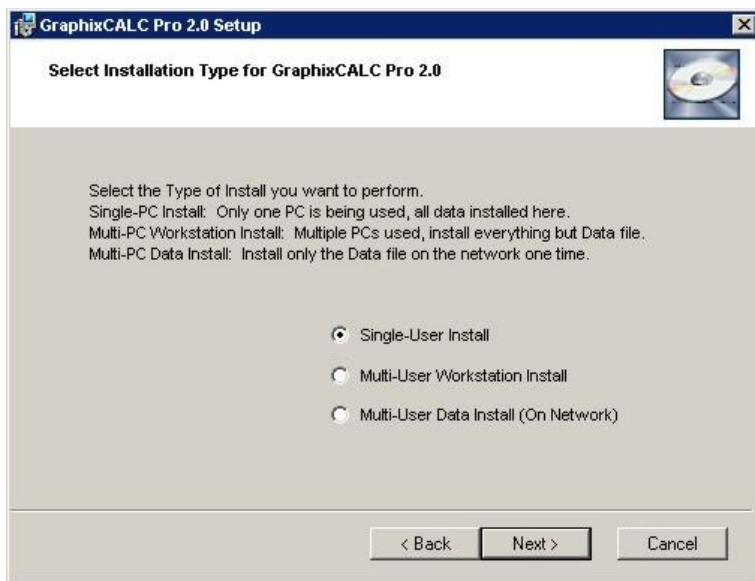 GraphixCALC Pro 2.0 Setup
Select Installation Type for GraphixCALC Pro 2.0
Select the Type of Install you want to perform.
Single-PC Install: Only one PC is being used, all data installed here.
Multi-PC Workstation Install: Multiple PCs used, install everything but Data file.
Multi-PC Data Install: Install only the Data file on the network one time.
Single-User Install
Multi-User Workstation Install
Multi-User Data Install (On Network)
< Back Next > Cancel